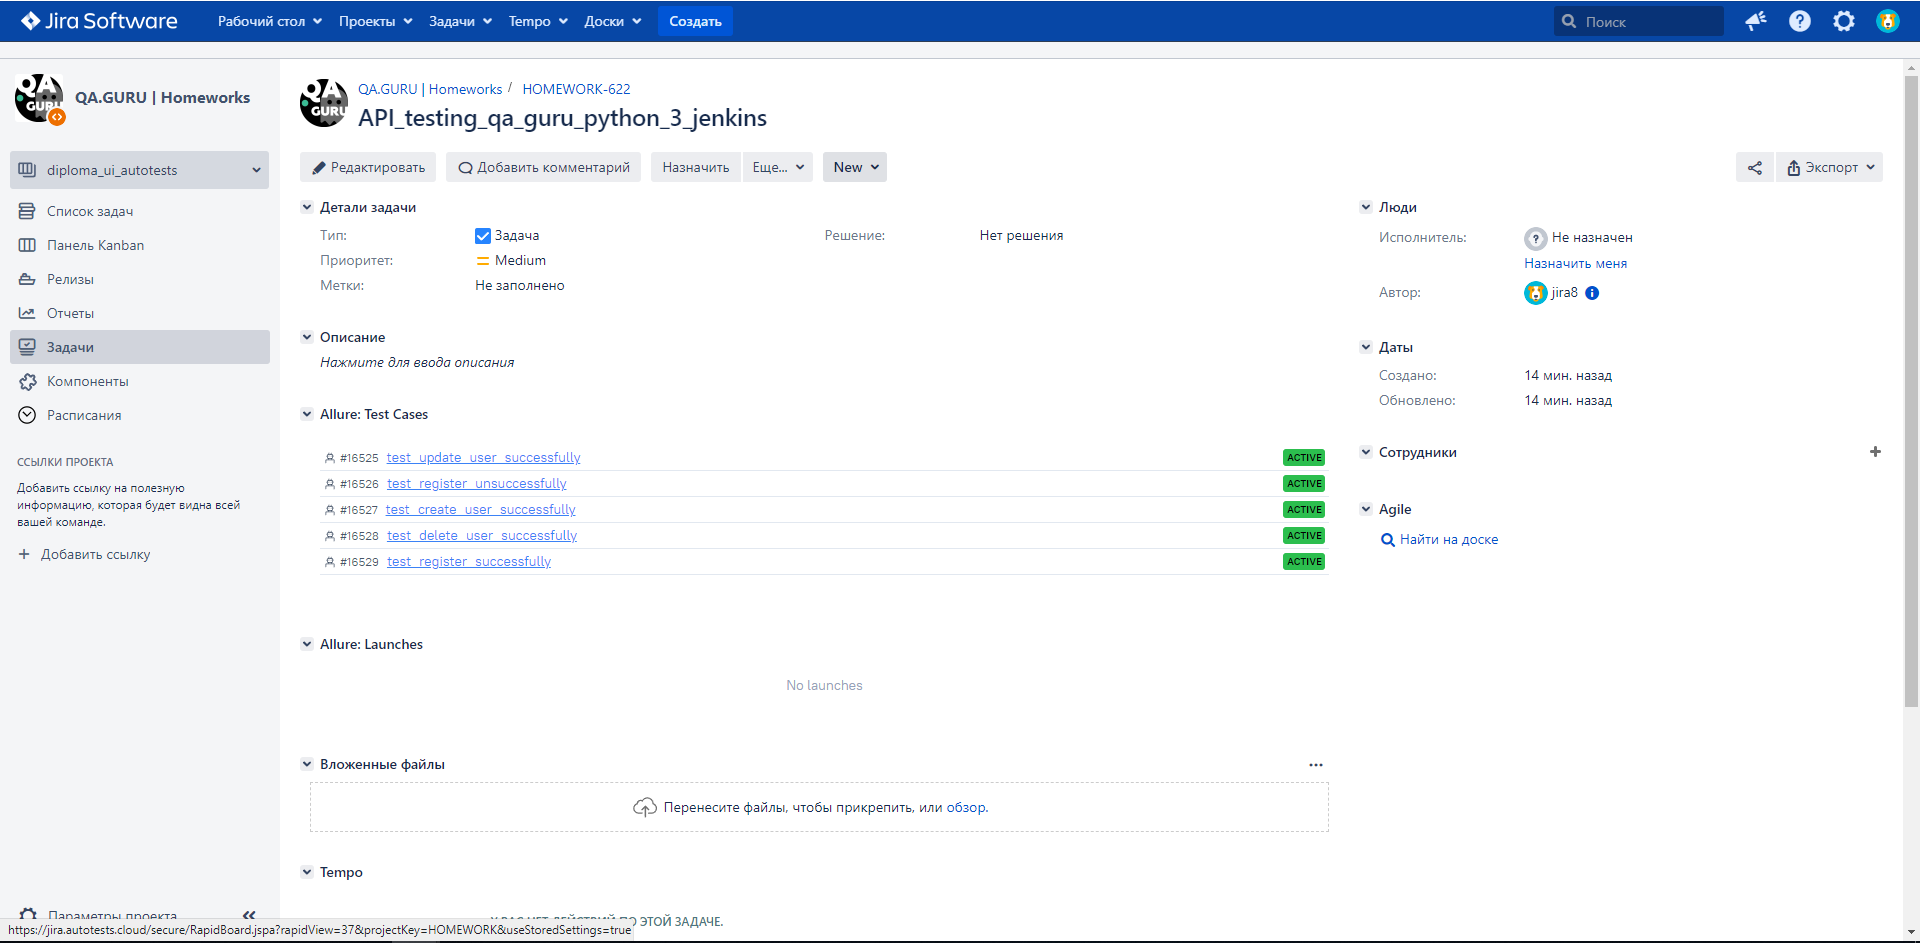 Jira Software Рабочий стол Проекты Задачи Tempo Доски Создать Поиск
QA GURU
QA.GURU | Homeworks
diploma_ui_autotests
Список задач
Панель Kanban
Релизы
Отчеты
Задачи
Компоненты
Расписания
ССЫЛКИ ПРОЕКТА
Добавить ссылку на полезную
информацию, которая будет видна всей
вашей команде.
+ Добавить ссылку
Параметры проекта
https://jira.autotests.cloud/secure/RapidBoard.jspa?rapidView=37&projectKey=HOMEWORK&useStoredSettings=true
QA GURU
QA.GURU | Homeworks / HOMEWORK-622
API_testing_qa_guru_python_3_jenkins
Редактировать Добавить комментарий Назначить Еще... New Экспорт
Детали задачи
Тип: Задача Решение: Нет решения
Приоритет: Medium
Метки: Не заполнено
Описание
Нажмите для ввода описания
Allure: Test Cases
#16525 test_update_user_successfully ACTIVE
#16526 test_register_unsuccessfully ACTIVE
#16527 test_create_user_successfully ACTIVE
#16528 test_delete_user_successfully ACTIVE
#16529 test_register_successfully ACTIVE
Allure: Launches
No launches
Вложенные файлы ...
Перенесите файлы, чтобы прикрепить, или обзор.
Tempo
ПО ЭТОЙ ЗАДАЧЕ.
Люди
Исполнитель: Не назначен
Назначить меня
Автор: jira8
Даты
Создано: 14 мин. назад
Обновлено: 14 мин. назад
Сотрудники +
Agile
Найти на доске